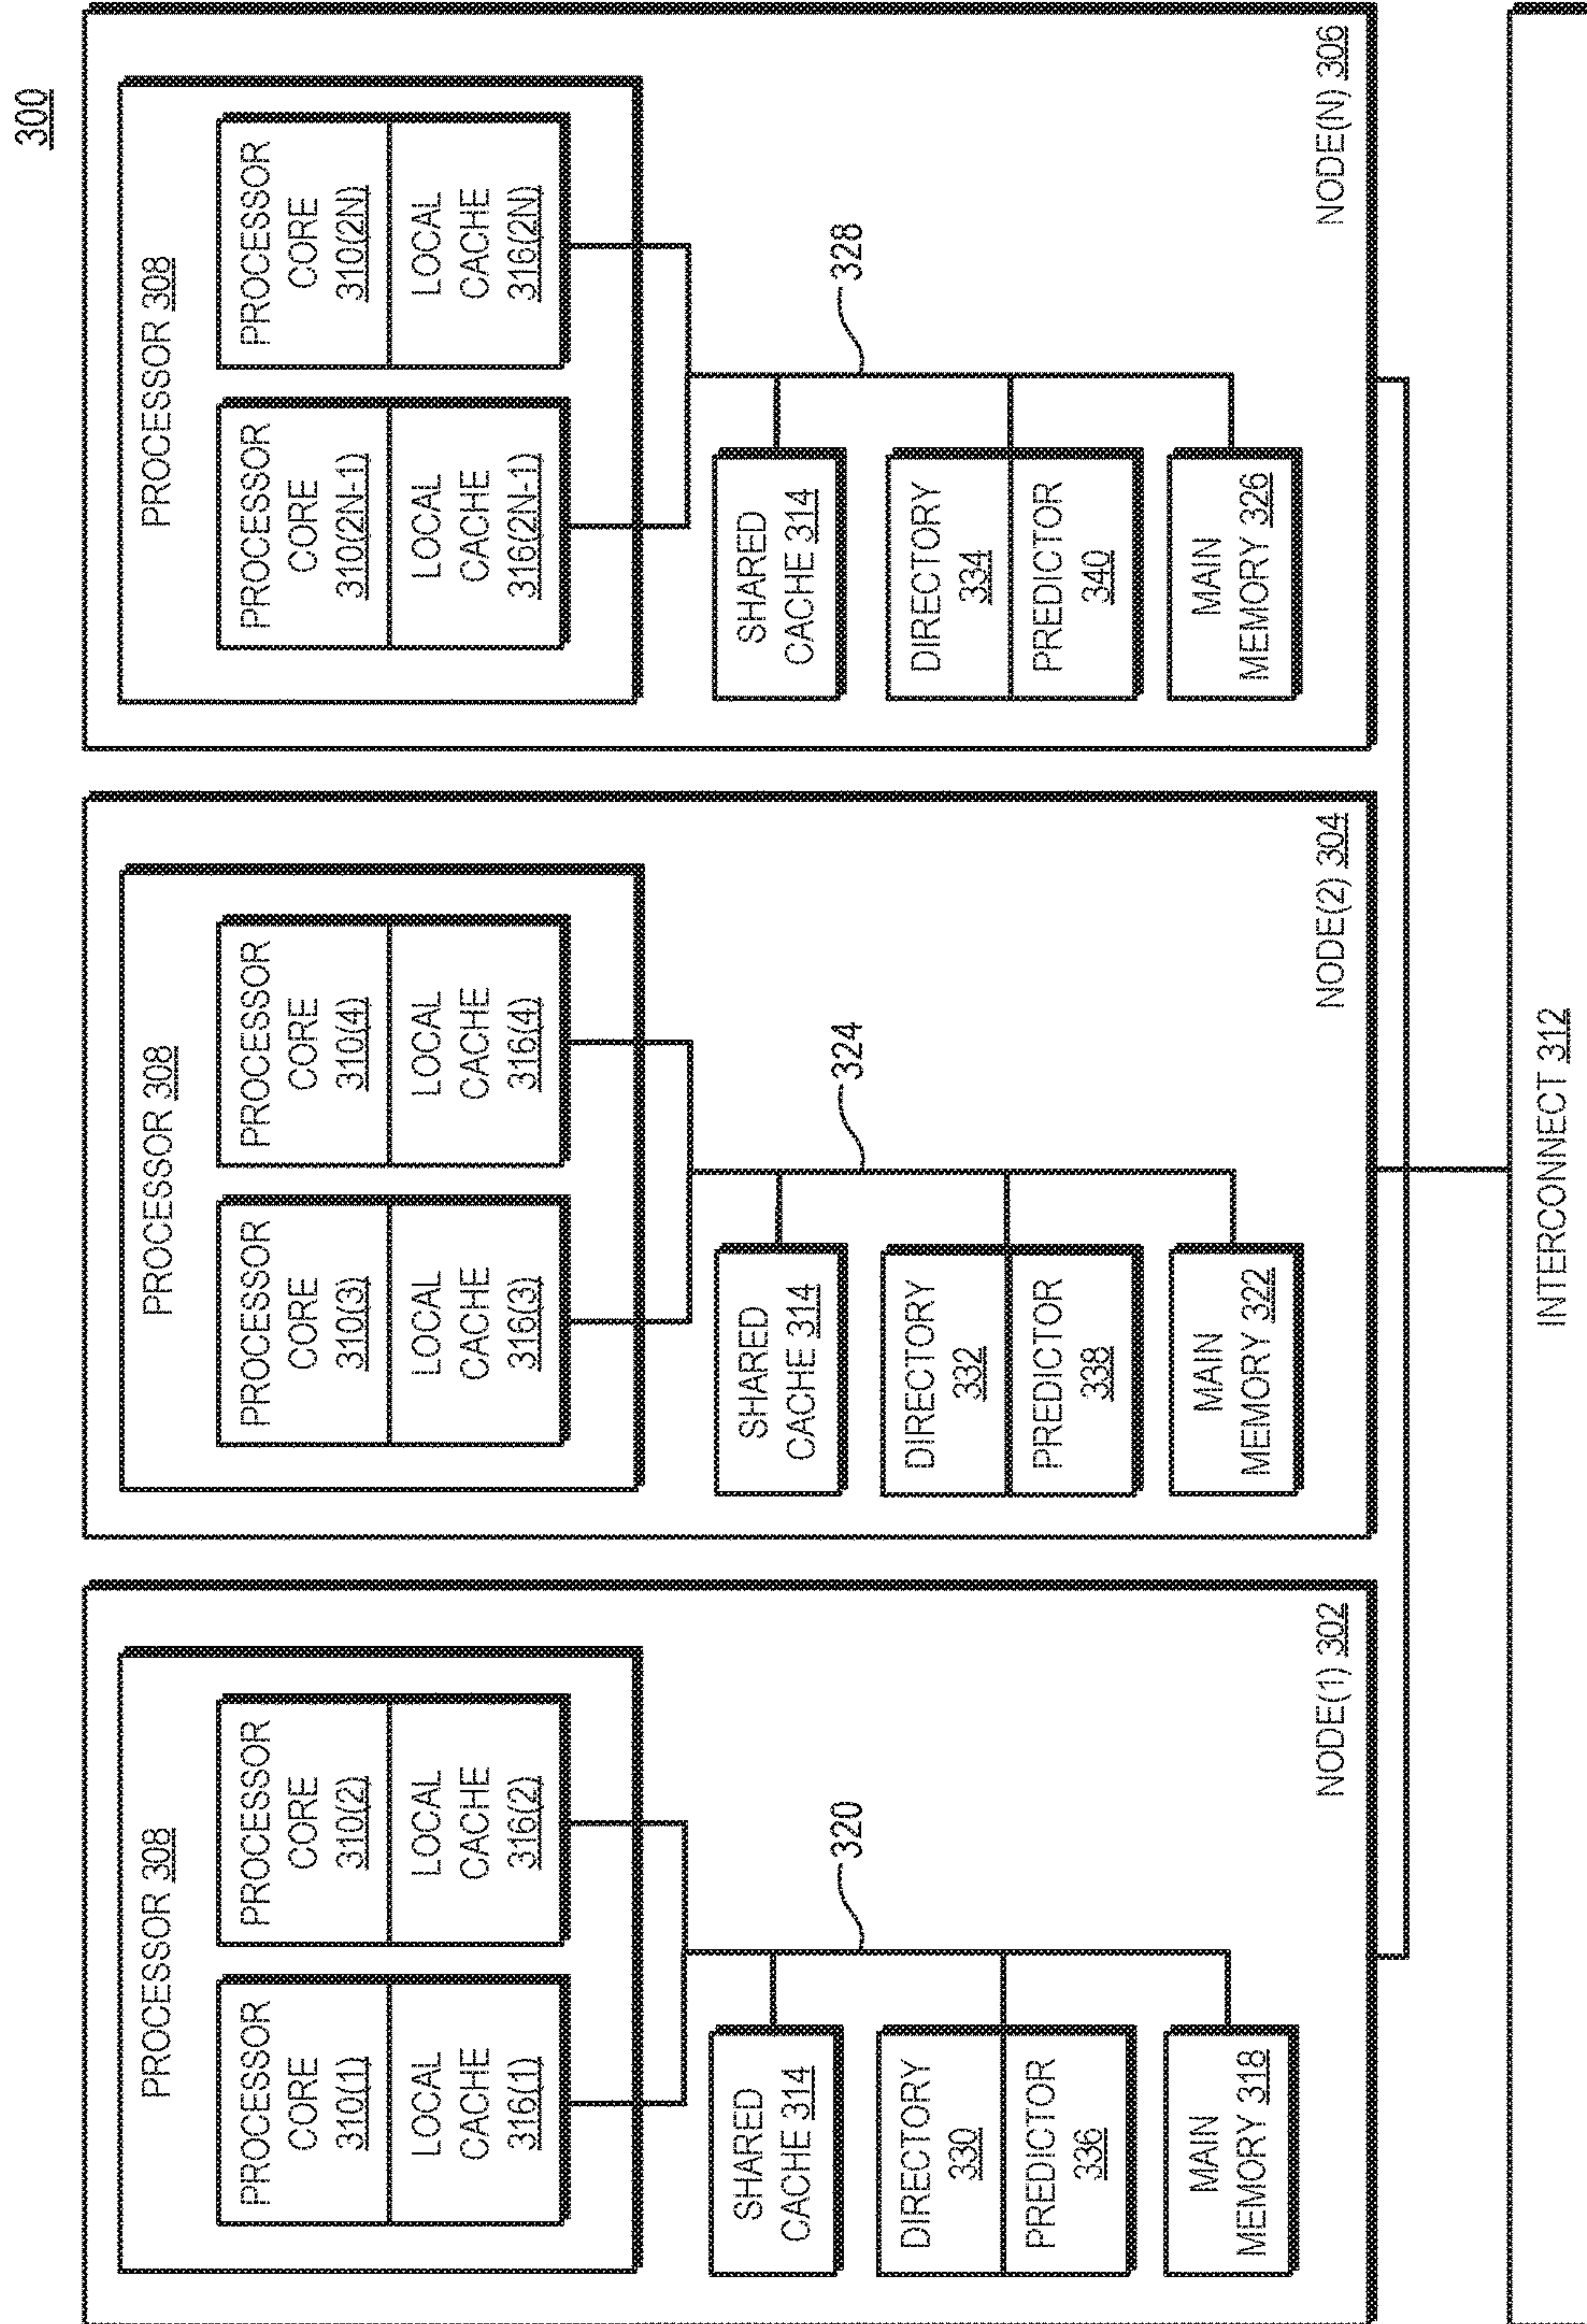 300
PROCESSOR 308
PROCESSOR
CORE
310(1)
LOCAL
CACHE
316(1)
PROCESSOR
CORE
310(2)
LOCAL
CACHE
316(2)
320
SHARED
CACHE 314
DIRECTORY
330
PREDICTOR
336
MAIN
MEMORY 318
NODE(1) 302
PROCESSOR 308
PROCESSOR
CORE
310(3)
LOCAL
CACHE
316(3)
PROCESSOR
CORE
310(4)
LOCAL
CACHE
316(4)
324
SHARED
CACHE 314
DIRECTORY
332
PREDICTOR
338
MAIN
MEMORY 322
NODE(2) 304
PROCESSOR 308
PROCESSOR
CORE
310(2N-1)
LOCAL
CACHE
316(2N-1)
PROCESSOR
CORE
310(2N)
LOCAL
CACHE
316(2N)
328
SHARED
CACHE 314
DIRECTORY
334
PREDICTOR
340
MAIN
MEMORY 326
NODE(N) 306
INTERCONNECT 312